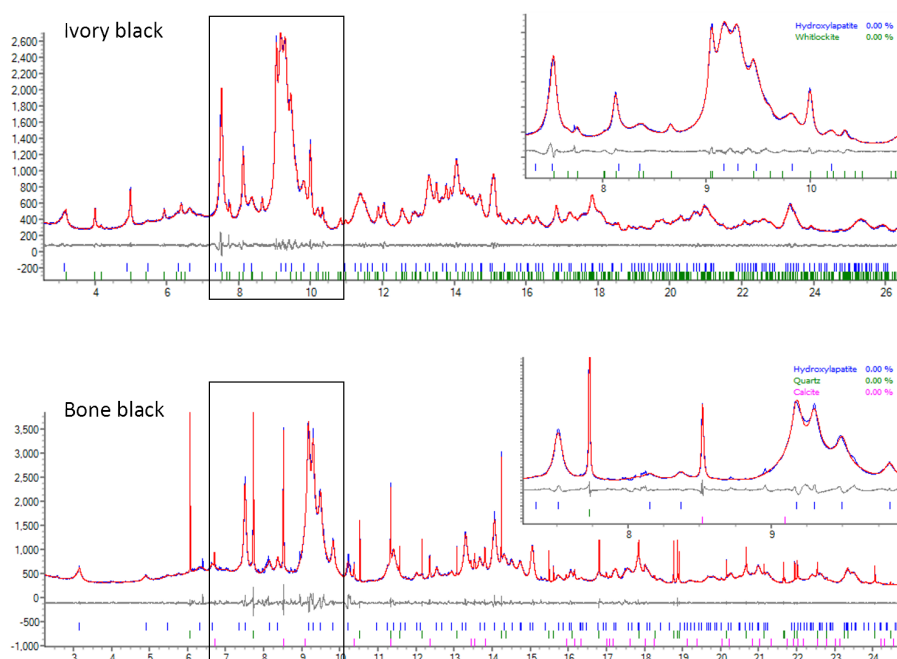 Ivory black
2,600
2,400
2,200
2,000
1,800
1,600
1,400
1,200
1,000
800
600
400
200
0
-200
4 6 8 10 12 14 16 18 20 22 24 26
Hydroxylapatite 0.00 %
Whitlockite 0.00 %
8 9 10
Bone black
3,500
3,000
2,500
2,000
1,500
1,000
500
0
-500
-1,000
3 4 5 6 7 8 9 10 11 12 13 14 15 16 17 18 19 20 21 22 23 24
Hydroxylapatite 0.00 %
Quartz 0.00 %
Calcite 0.00 %
8 9